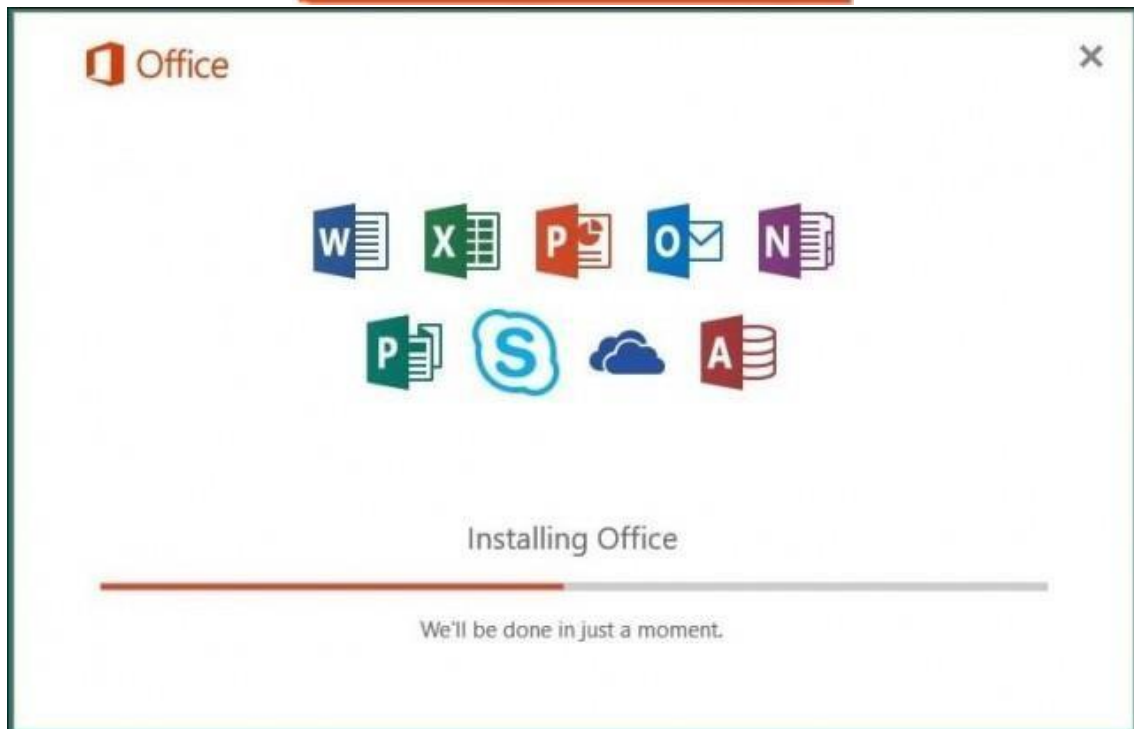 Office
W X P O N
P S A
Installing Office
We'll be done in just a moment.